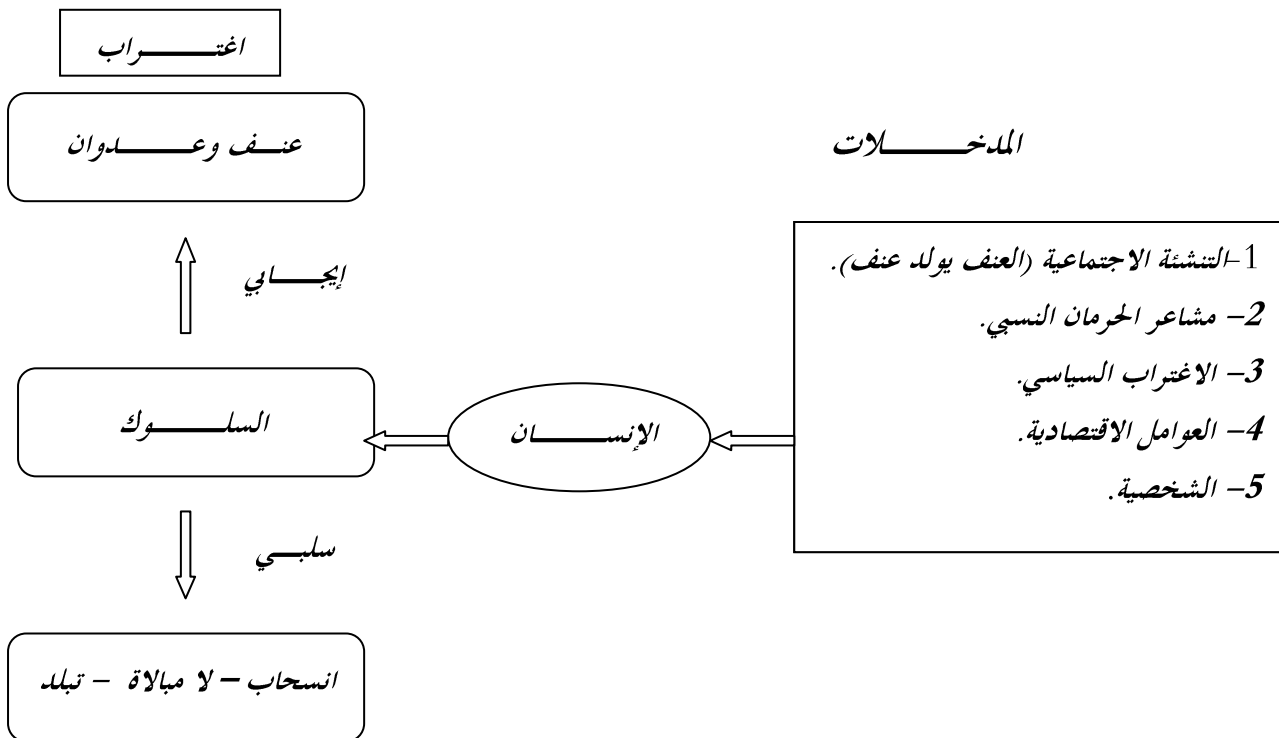 اغتراب
عنف وعدوان
المدخلات
1-التنشئة الاجتماعية (العنف يولد عنف).
2- مشاعر الحرمان النسبي.
3- الاغتراب السياسي.
4- العوامل الاقتصادية.
5- الشخصية.
إيجابي
الإنسان
السلوك
سلبي
انسحاب - لا مبالاة - تبلد